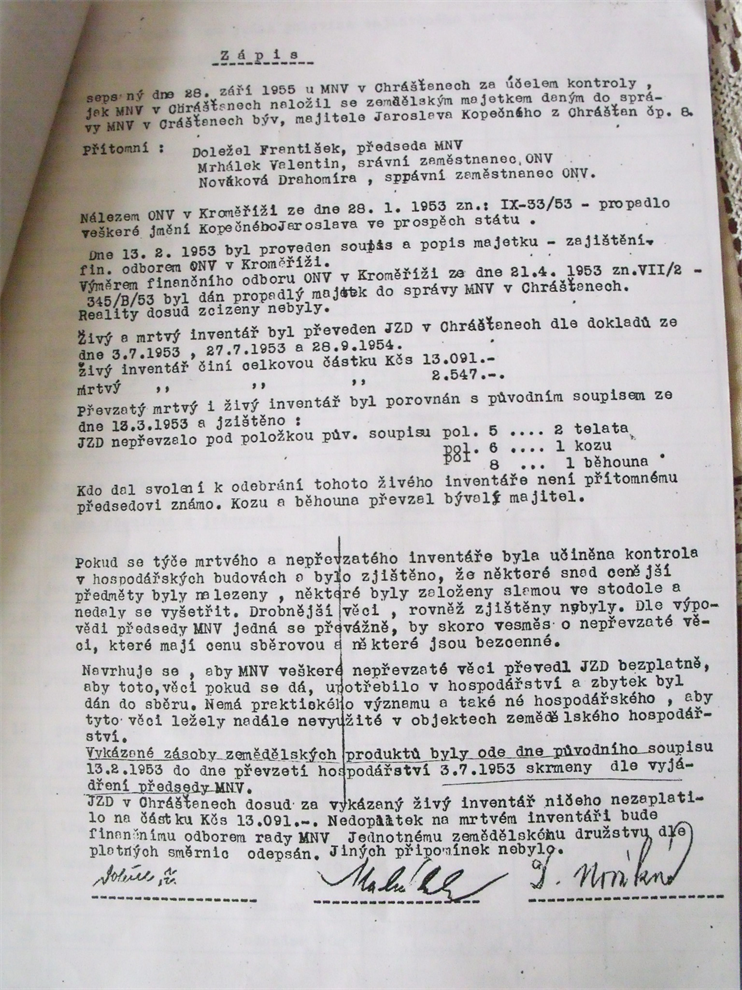 Zápis
seps ný dne 28. září 1955 u MNV v Chrášťanech za účelem kontroly ,
jak MNV v Chrášťanech naložil se zemědělským majetkem daným do sprá-
vy MNV v Crášťanech býv, majitele Jaroslava Kopečného z Chrášťan čp. 8.
Přítomní : Doležel František, předseda MNV
Mrhálek Valentin, srávní zaměstnanec ONV
Nováková Drahomíra , správní zaměstnanec ONV.
Nálezem ONV v Kroměříži ze dne 28. 1. 1953 zn.: IX-33/53 - propadlo
veškeré jmění KopečnéhoJaroslava ve prospěch státu .
Dne 13. 2. 1953 byl proveden soupis a popis majetku - zajištění
fin. odborem ONV v Kroměříži.
Výměrem finančního odboru ONV v Kroměříži ze dne 21.4. 1953 zn.VII/2 -
345/B/53 byl dán propadlý majetek do správy MNV v Chrášťanech.
Reality dosud zcizeny nebyly.
Živý a mrtvý inventář byl převeden JZD v Chrášťanech dle dokladů ze
dne 3.7.1953 , 27.7.1953 a 28.9.1954.
živý inventář činí celkovou částku Kčs 13.091.-
mrtvý ,, ,, ,, 2.547.-.
Převzatý mrtvý i živý inventář byl porovnán s původním soupisem ze
dne 13.3.1953 a jzištěno :
JZD nepřevzalo pod položkou pův. soupisu pol. 5 .... 2 telata
pol. 6 .... 1 kozu
pol 8 ... 1 běhouna .
Kdo dal svolení k odebrání tohoto živého inventáře není přítomnému
předsedovi známo. Kozu a běhouna převzal bývalý majitel.
Pokud se týče mrtvého a nepřevzatého inventáře byla učiněna kontrola
v hospodářských budovách a bylo zjištěno, že některé snad cenější
předměty byly nalezeny , některé byly založeny slamou ve stodole a
nedaly se vyšetřit. Drobnější věci , rovněž zjištěny nebyly. Dle výpo-
vědi předsedy MNV jedná se převážně, by skoro vesměs o nepřevzaté vě-
ci, které mají cenu sběrovou a některé jsou bezcenné.
Navrhuje se , aby MNV veškeré nepřevzaté věci převedl JZD bezplatně,
aby toto,věci pokud se dá, upotřebilo v hospodářství a zbytek byl
dán do sběru. Nemá praktického významu a také né hospodářského , aby
tyto věci ležely nadále nevyužité v objektech zemědělského hospodář-
ství.
Vykázané zásoby zemědělských produktů byly ode dne původního soupisu
13.2.1953 do dne převzetí hospodářství 3.7.1953 skrmeny dle vyjá-
dření předsedy MNV.
JZD v Chrášťanech dosud za vykázaný živý inventář ničeho nezaplati-
lo na částku Kčs 13.091.-. Nedoplatek na mrtvém inventáři bude
finančnímu odborem rady MNV Jednotnému zemědělskému družstvu dle
platných směrnic odepsán. Jiných připomínek nebylo.
D. Nováková